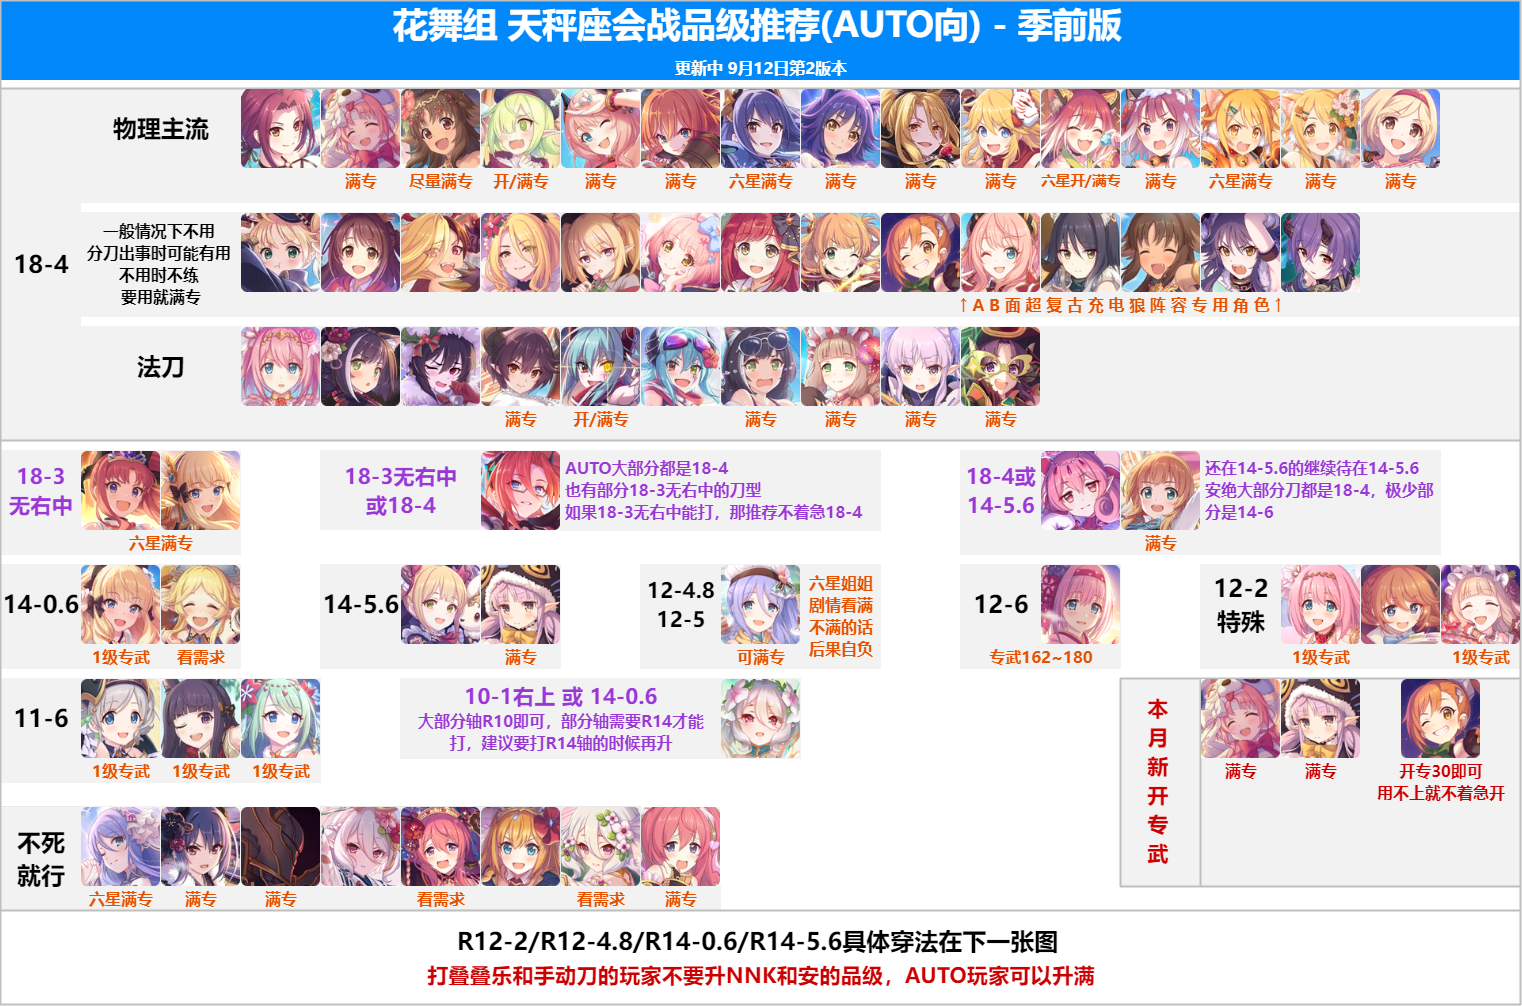 花舞组 天秤座会战品级推荐(AUTO向) - 季前版
更新中 9月12日第2版本
物理主流
满专 尽量满专 开/满专 满专 满专 六星满专 满专 满专 满专 六星开/满专 满专 六星满专 满专 满专
18-4
一般情况下不用
分刀出事时可能有用
不用时不练
要用就满专
↑AB面超复古充电狼阵容专用角色↑
法刀
满专 开/满专 满专 满专 满专 满专
18-3
无右中
六星满专
18-3无右中
或18-4
AUTO大部分都是18-4
也有部分18-3无右中的刀型
如果18-3无右中能打，那推荐不着急18-4
18-4或
14-5.6
满专
还在14-5.6的继续待在14-5.6
安绝大部分刀都是18-4，极少部
分是14-6
14-0.6
1级专武 看需求
14-5.6
满专
12-4.8
12-5
可满专
六星姐姐
剧情看满
不满的话
后果自负
12-6
专武162~180
12-2
特殊
1级专武 1级专武
11-6
1级专武 1级专武 1级专武
10-1右上 或 14-0.6
大部分轴R10即可，部分轴需要R14才能
打，建议要打R14轴的时候再升
本月新开专武
满专 满专 开专30即可
用不上就不着急开
不死
就行
六星满专 满专 满专 看需求 看需求 满专
R12-2/R12-4.8/R14-0.6/R14-5.6具体穿法在下一张图
打叠叠乐和手动刀的玩家不要升NNK和安的品级，AUTO玩家可以升满